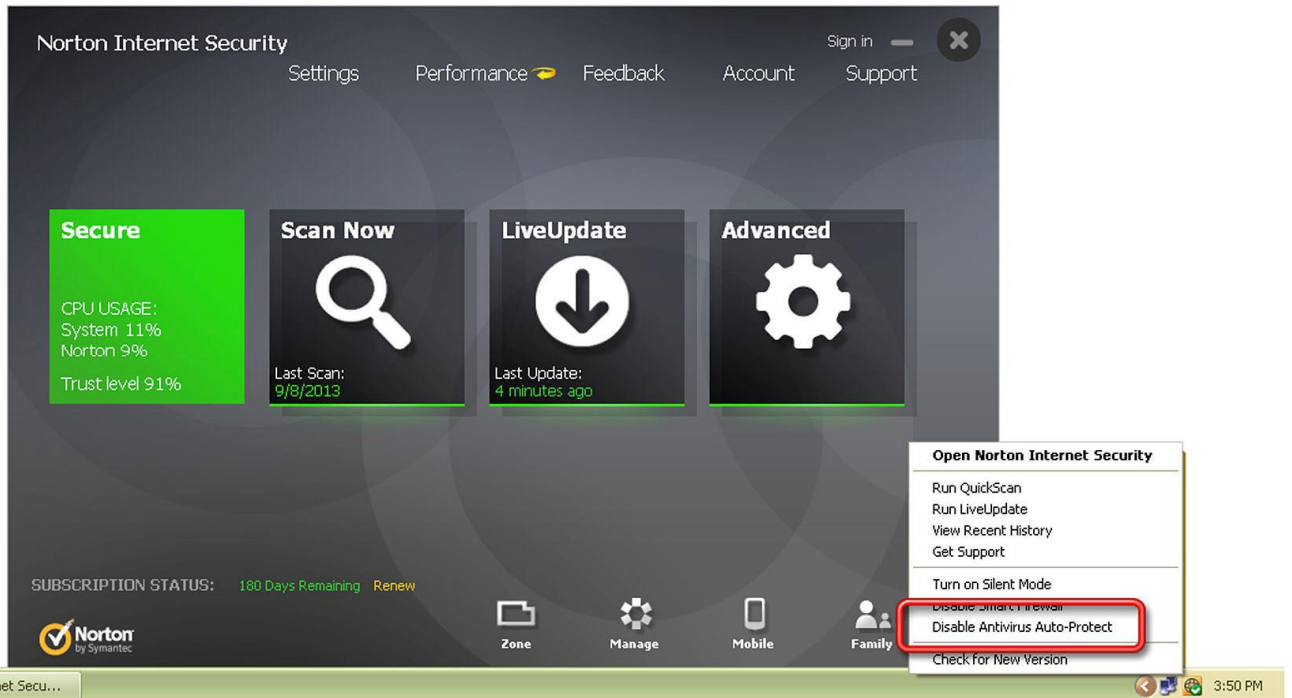 Norton Internet Security
Sign in
Settings Performance Feedback Account Support
Secure
CPU USAGE:
System 11%
Norton 9%
Trust level 91%
Scan Now
Last Scan:
9/8/2013
LiveUpdate
Last Update:
4 minutes ago
Advanced
Open Norton Internet Security
Run QuickScan
Run LiveUpdate
View Recent History
Get Support
Turn on Silent Mode
Disable Smart Firewall
Disable Antivirus Auto-Protect
Check for New Version
SUBSCRIPTION STATUS: 180 Days Remaining Renew
Norton
by Symantec
Zone Manage Mobile Family
et Secu...
3:50 PM